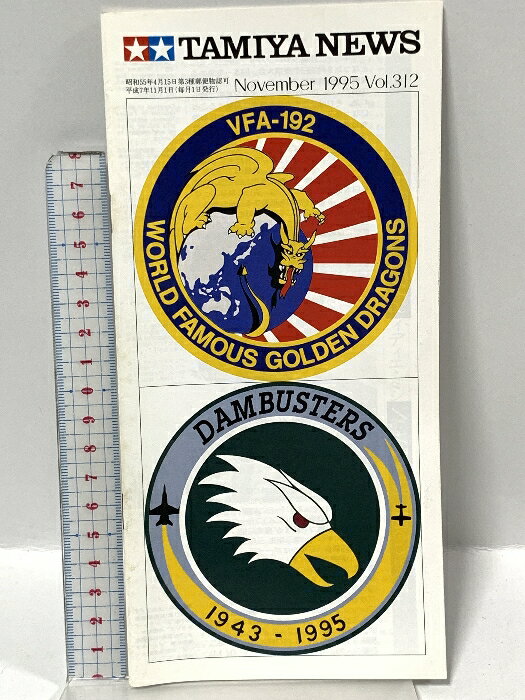 TAMIYA NEWS
昭和55年4月15日第3種郵便物認可
平成7年11月1日(毎月1日発行)
November 1995 Vol.312
VFA-192
WORLD FAMOUS GOLDEN DRAGONS
DAMBUSTERS
1943 - 1995